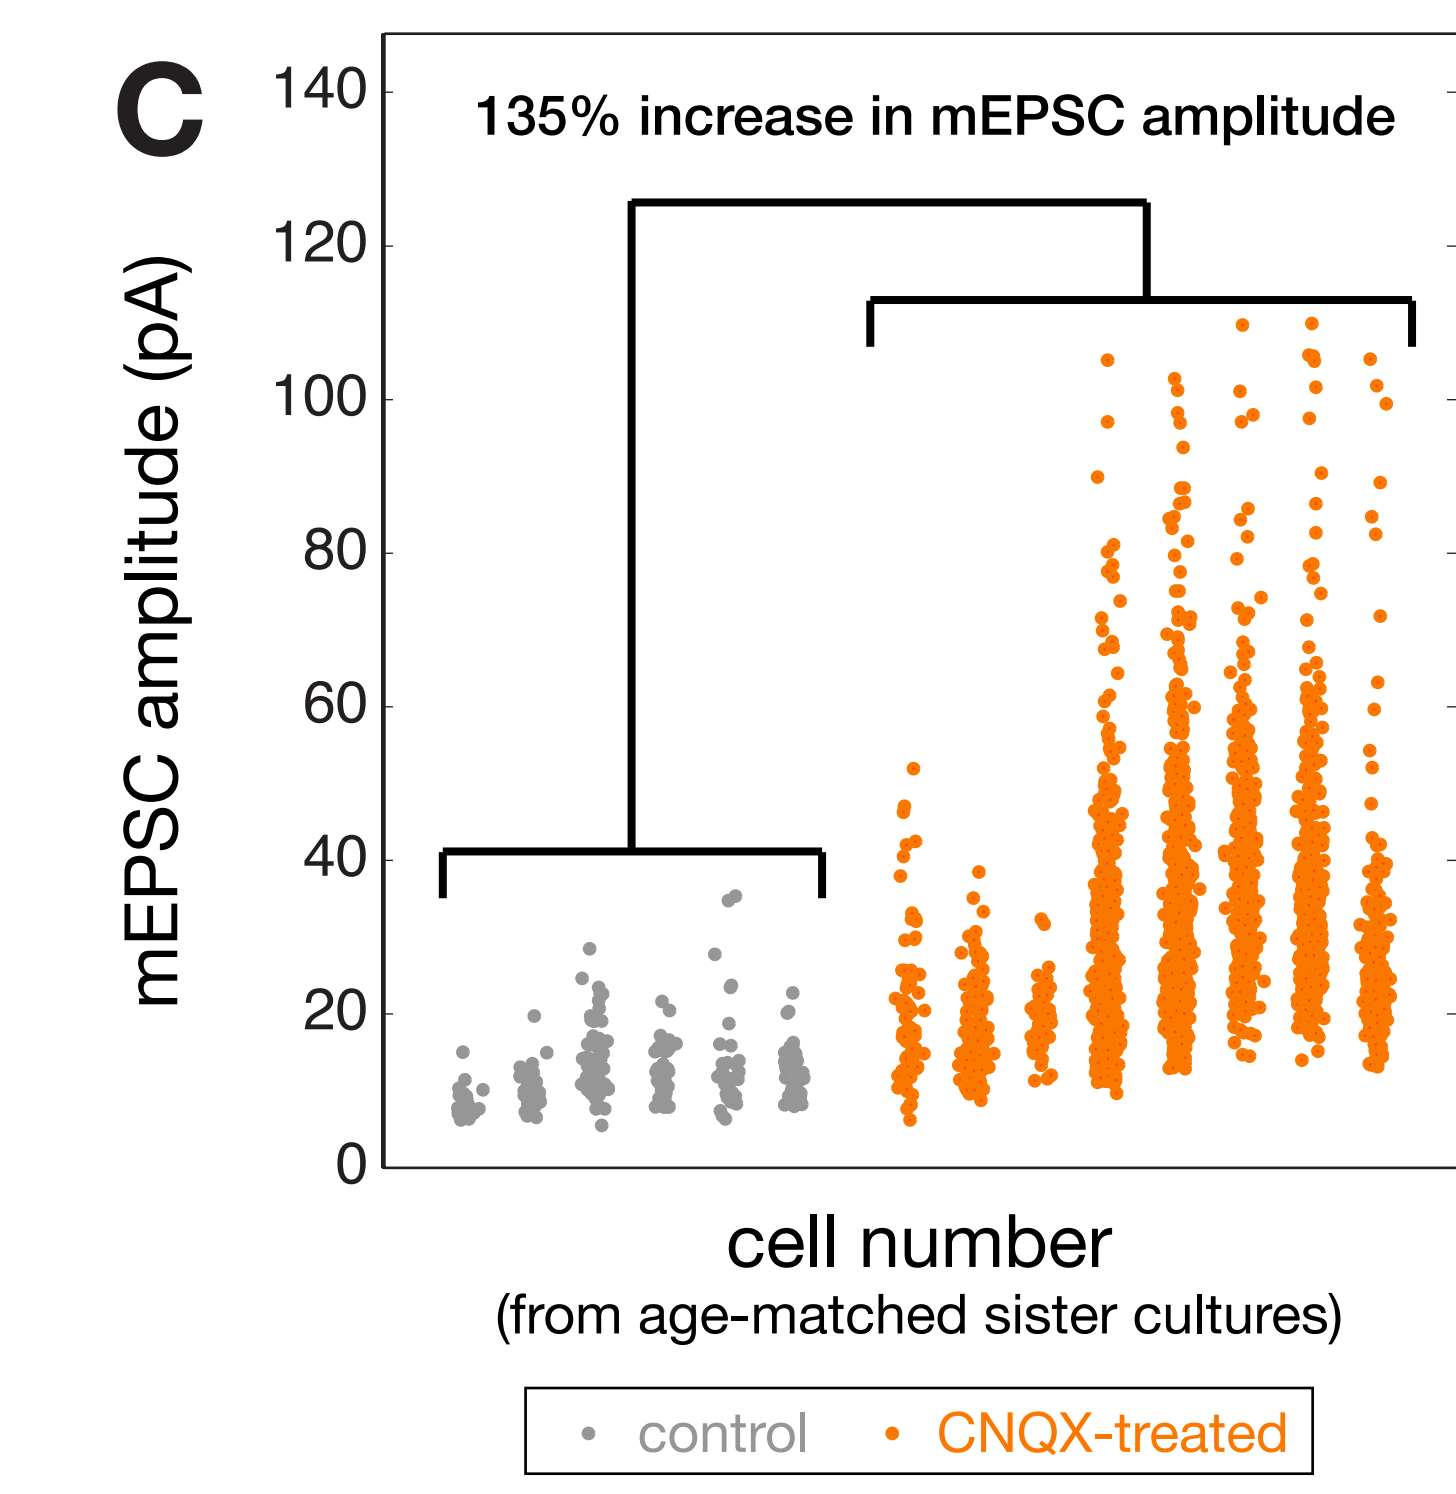 C
135% increase in mEPSC amplitude
mEPSC amplitude (pA)
140
120
100
80
60
40
20
0
cell number
(from age-matched sister cultures)
control CNQX-treated